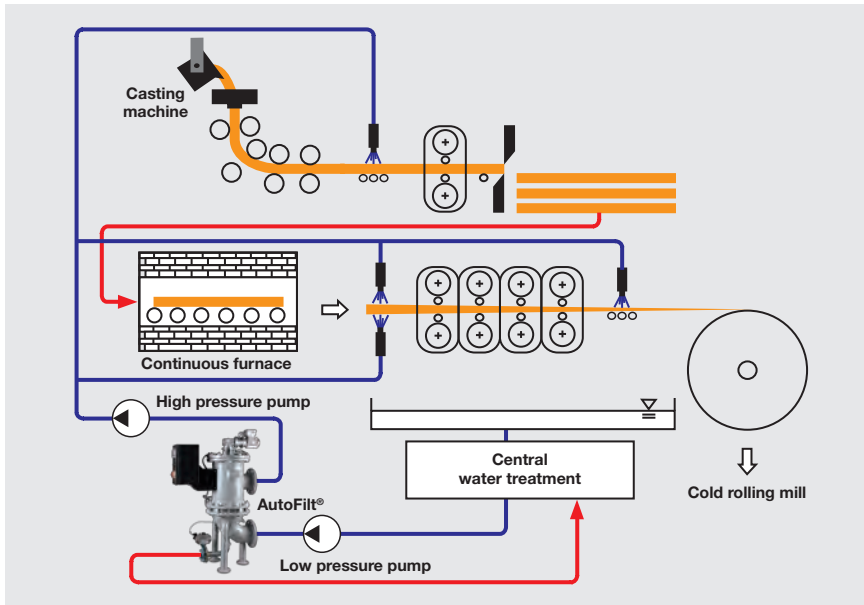 Casting
machine
Continuous furnace
High pressure pump
AutoFilt®
Central
water treatment
Low pressure pump
Cold rolling mill